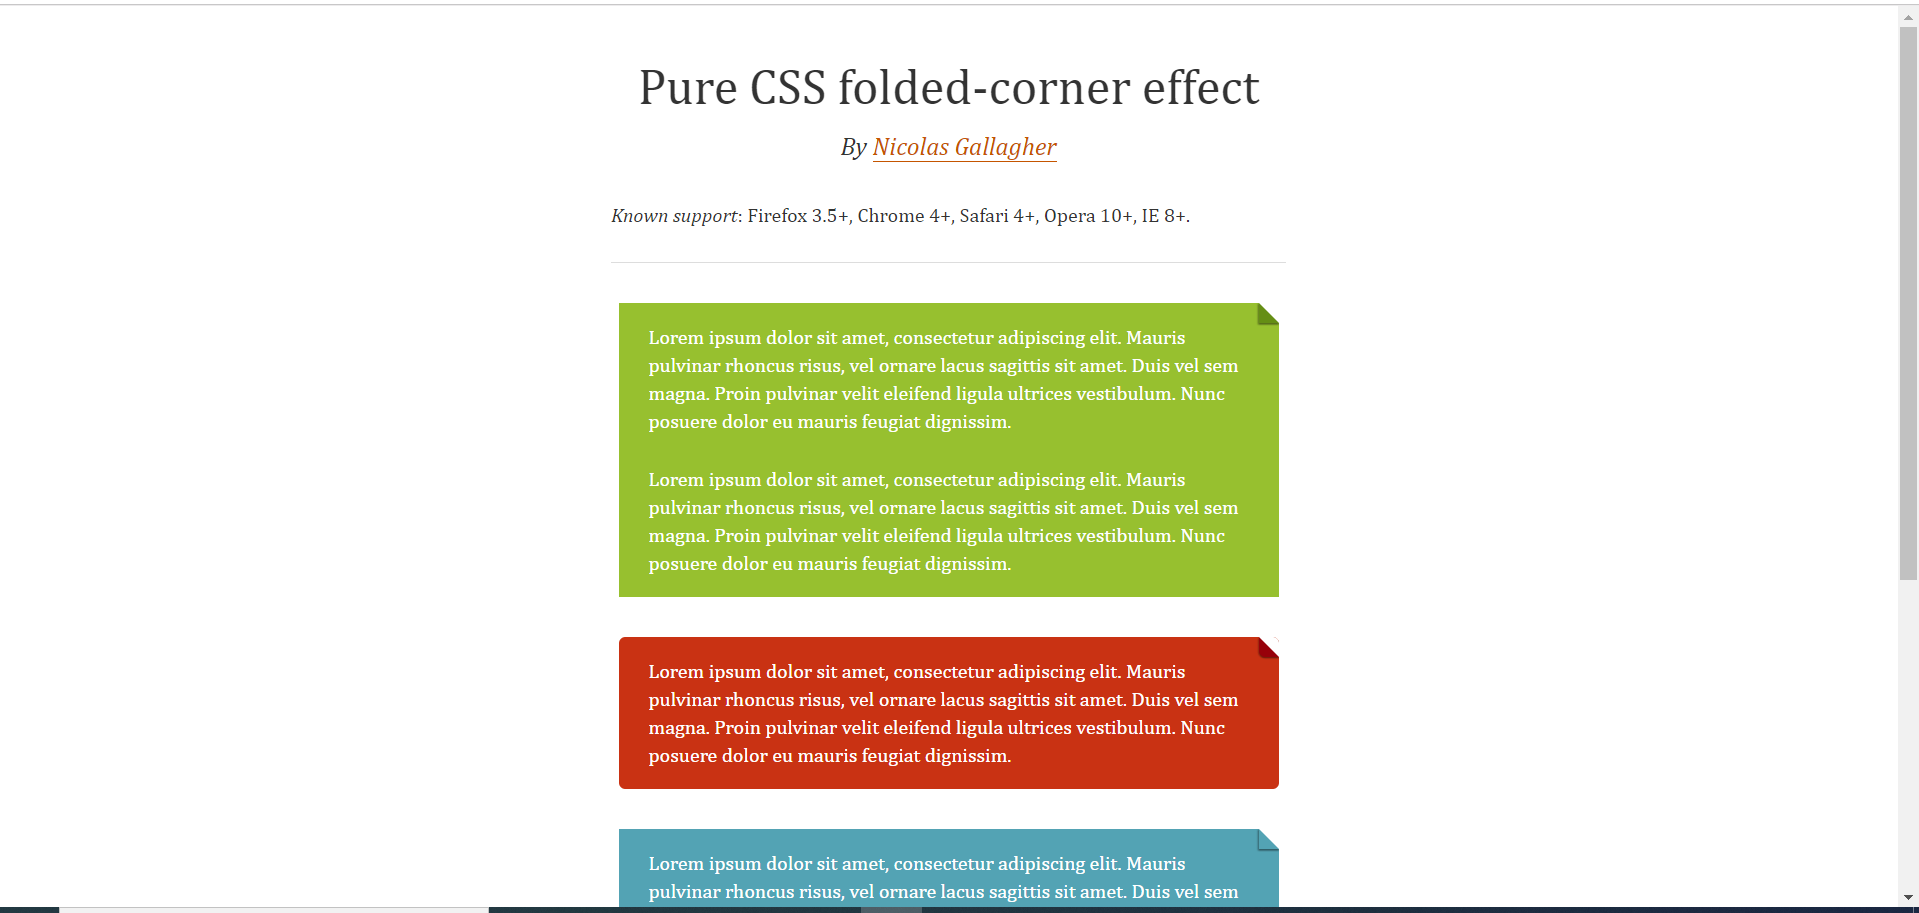 Pure CSS folded-corner effect
By Nicolas Gallagher
Known support: Firefox 3.5+, Chrome 4+, Safari 4+, Opera 10+, IE 8+.
Lorem ipsum dolor sit amet, consectetur adipiscing elit. Mauris
pulvinar rhoncus risus, vel ornare lacus sagittis sit amet. Duis vel sem
magna. Proin pulvinar velit eleifend ligula ultrices vestibulum. Nunc
posuere dolor eu mauris feugiat dignissim.
Lorem ipsum dolor sit amet, consectetur adipiscing elit. Mauris
pulvinar rhoncus risus, vel ornare lacus sagittis sit amet. Duis vel sem
magna. Proin pulvinar velit eleifend ligula ultrices vestibulum. Nunc
posuere dolor eu mauris feugiat dignissim.
Lorem ipsum dolor sit amet, consectetur adipiscing elit. Mauris
pulvinar rhoncus risus, vel ornare lacus sagittis sit amet. Duis vel sem
magna. Proin pulvinar velit eleifend ligula ultrices vestibulum. Nunc
posuere dolor eu mauris feugiat dignissim.
Lorem ipsum dolor sit amet, consectetur adipiscing elit. Mauris
pulvinar rhoncus risus, vel ornare lacus sagittis sit amet. Duis vel sem